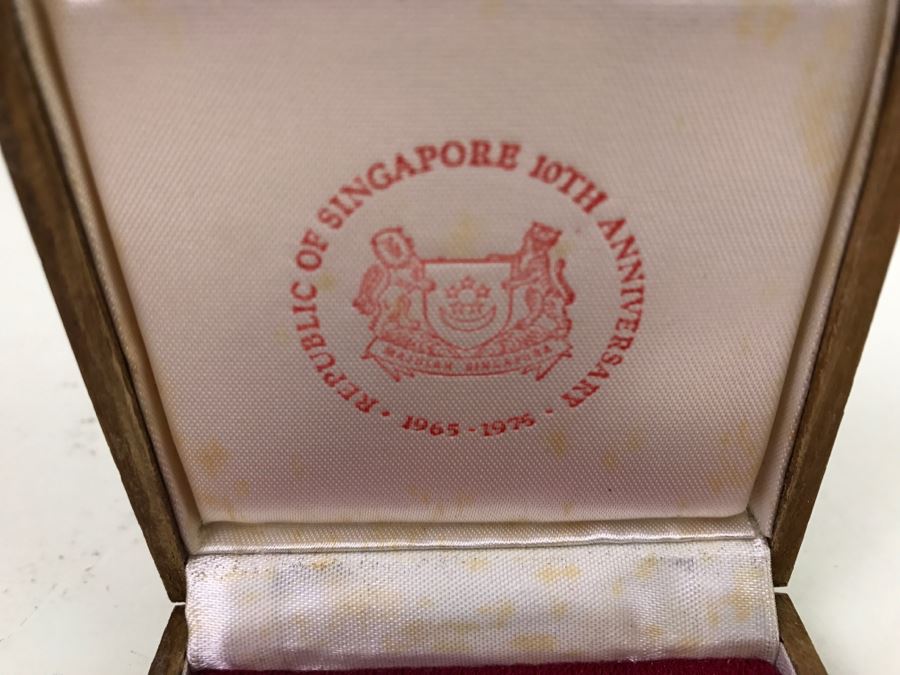 REPUBLIC OF SINGAPORE 10TH ANNIVERSARY
MAJULAH SINGAPURA
· 1965 - 1975 ·